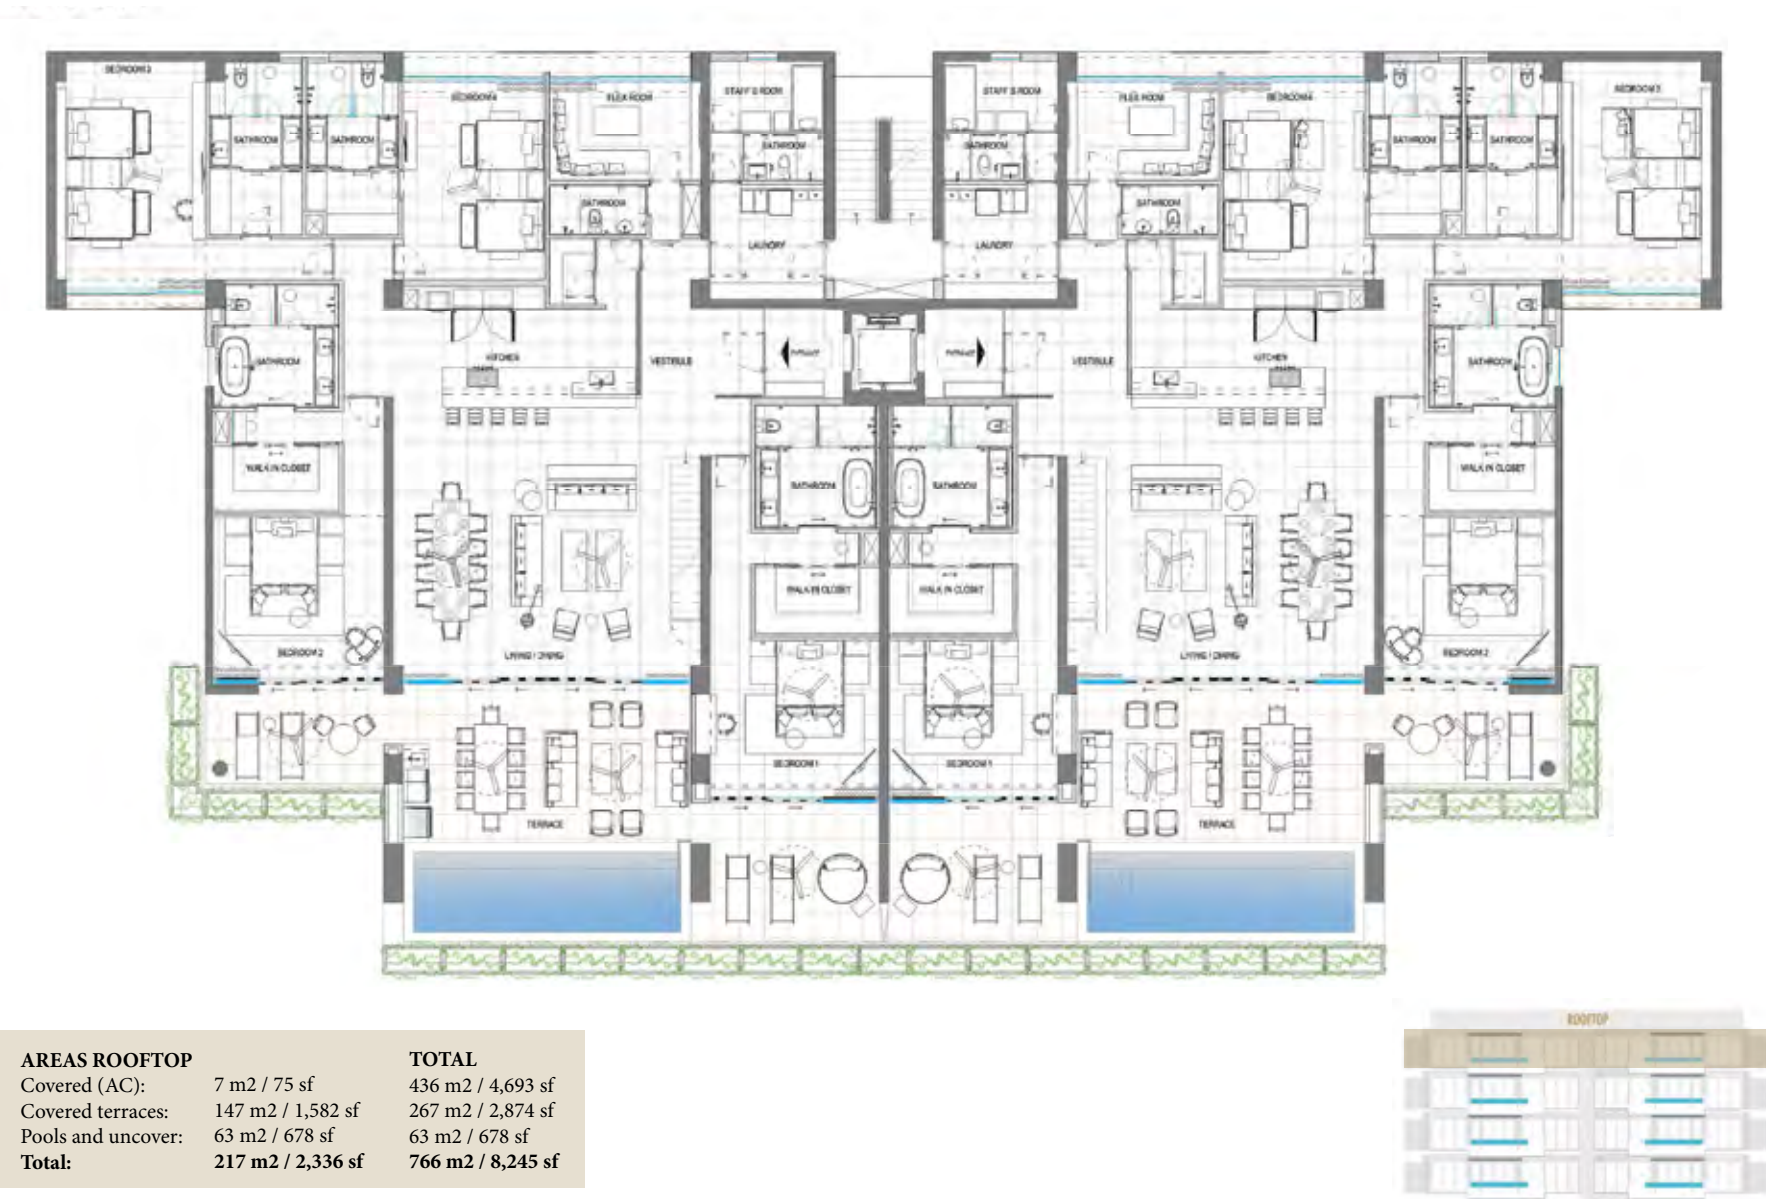 BEDROOM 3
BEDROOM 4
FLEX ROOM
STAFF'S ROOM
STAFF'S ROOM
FLEX ROOM
BEDROOM 4
BEDROOM 3
BATHROOM
BATHROOM
BATHROOM
BATHROOM
BATHROOM
BATHROOM
BATHROOM
BATHROOM
LAUNDRY
LAUNDRY
BATHROOM
KITCHEN
VESTIBULE
VESTIBULE
KITCHEN
BATHROOM
WALK IN CLOSET
WALK IN CLOSET
BATHROOM
BATHROOM
WALK IN CLOSET
WALK IN CLOSET
BEDROOM 2
LIVING / DINING
LIVING / DINING
BEDROOM 2
BEDROOM 1
BEDROOM 1
TERRACE
TERRACE
ROOFTOP
AREAS ROOFTOP TOTAL
Covered (AC): 7 m2 / 75 sf 436 m2 / 4,693 sf
Covered terraces: 147 m2 / 1,582 sf 267 m2 / 2,874 sf
Pools and uncover: 63 m2 / 678 sf 63 m2 / 678 sf
Total: 217 m2 / 2,336 sf 766 m2 / 8,245 sf